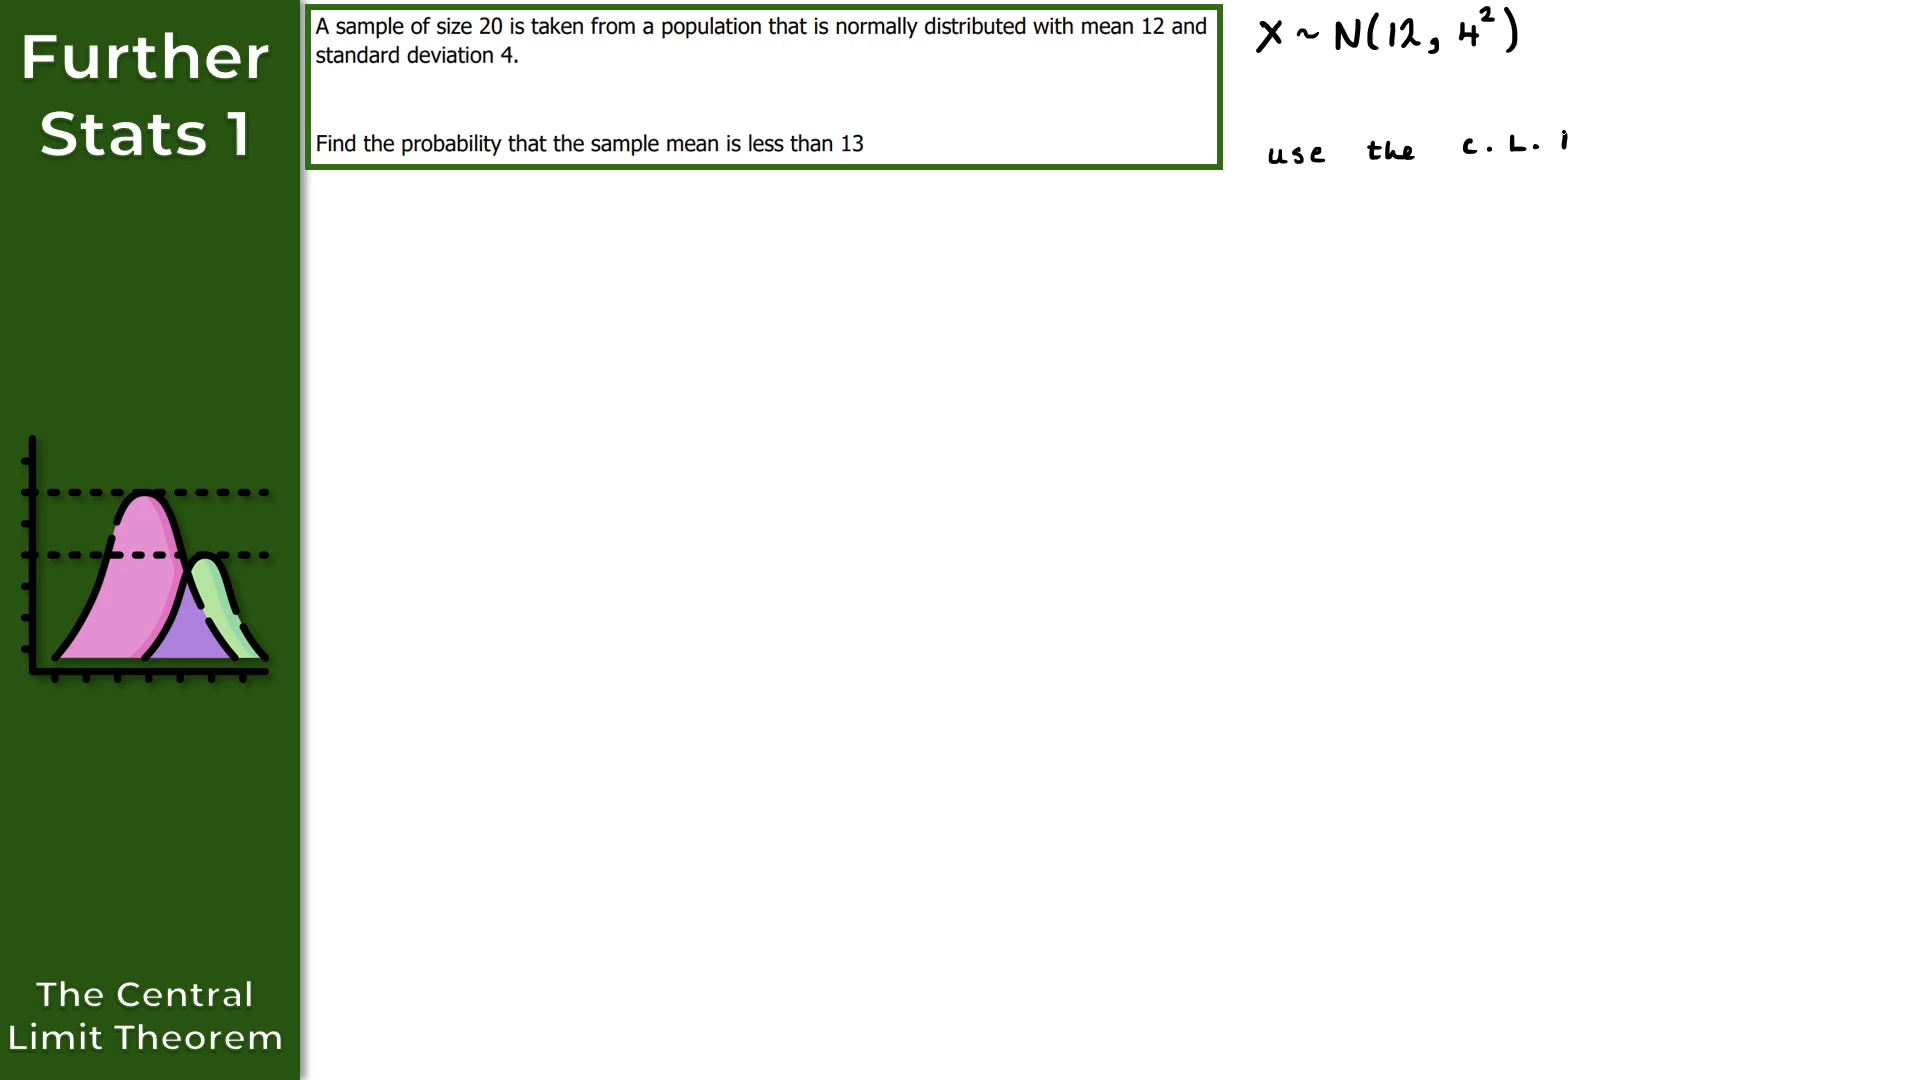 Further
Stats 1
A sample of size 20 is taken from a population that is normally distributed with mean 12 and
standard deviation 4.
Find the probability that the sample mean is less than 13
X ~ N(12, 4²)
use the C.L.
The Central
Limit Theorem